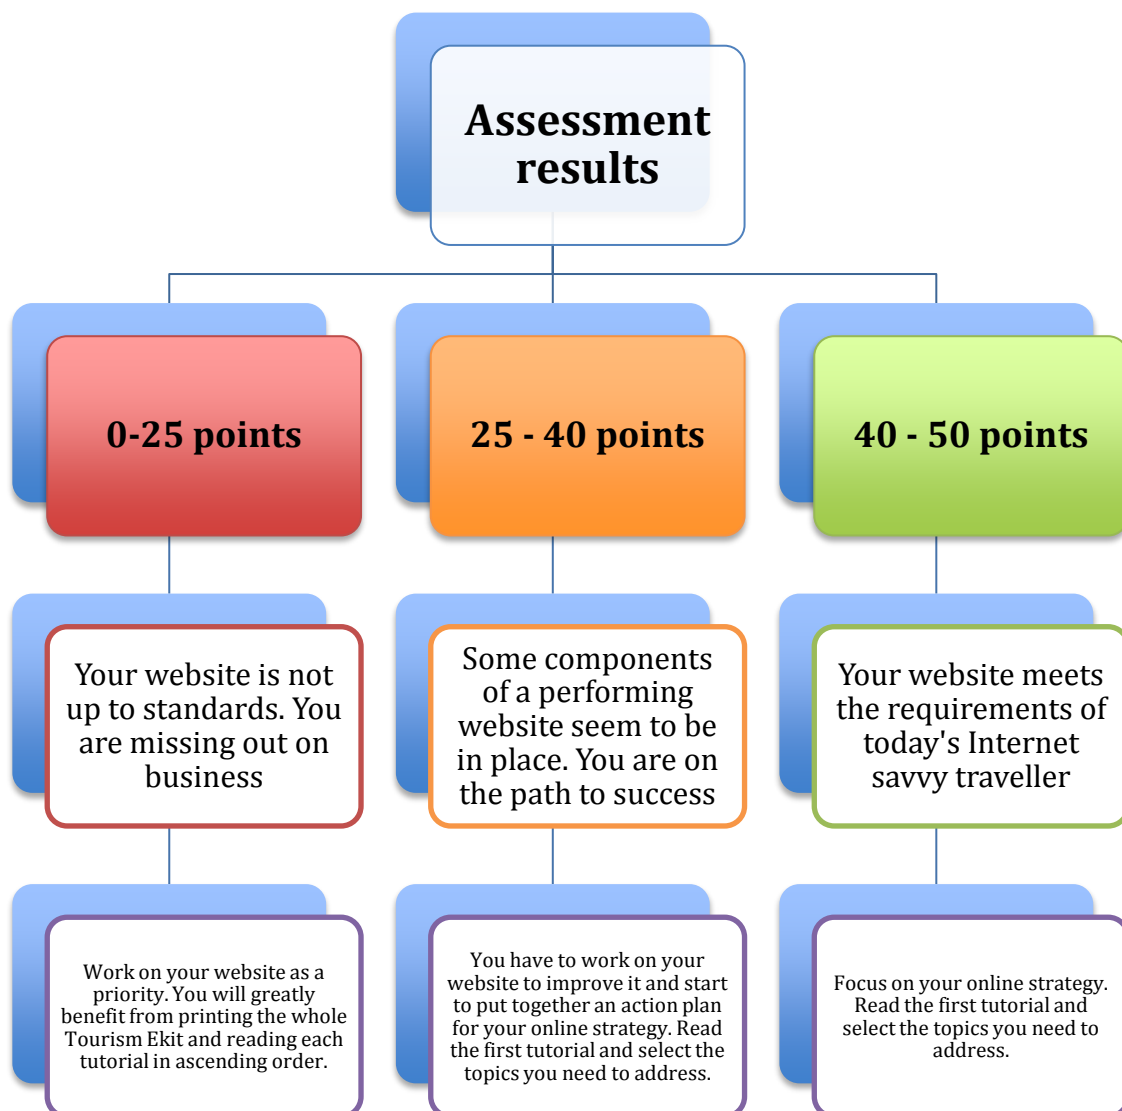 Assessment
results
0-25 points
25 - 40 points
40 - 50 points
Your website is not
up to standards. You
are missing out on
business
Some components
of a performing
website seem to be
in place. You are on
the path to success
Your website meets
the requirements of
today's Internet
savvy traveller
Work on your website as a
priority. You will greatly
benefit from printing the whole
Tourism Ekit and reading each
tutorial in ascending order.
You have to work on your
website to improve it and start
to put together an action plan
for your online strategy. Read
the first tutorial and select the
topics you need to address.
Focus on your online strategy.
Read the first tutorial and
select the topics you need to
address.